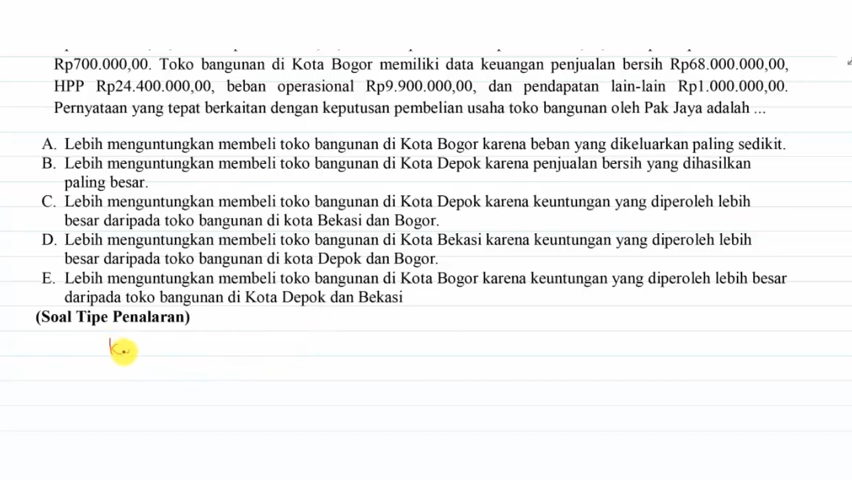 Rp700.000,00. Toko bangunan di Kota Bogor memiliki data keuangan penjualan bersih Rp68.000.000,00,
HPP Rp24.400.000,00, beban operasional Rp9.900.000,00, dan pendapatan lain-lain Rp1.000.000,00.
Pernyataan yang tepat berkaitan dengan keputusan pembelian usaha toko bangunan oleh Pak Jaya adalah ...
A. Lebih menguntungkan membeli toko bangunan di Kota Bogor karena beban yang dikeluarkan paling sedikit.
B. Lebih menguntungkan membeli toko bangunan di Kota Depok karena penjualan bersih yang dihasilkan
paling besar.
C. Lebih menguntungkan membeli toko bangunan di Kota Depok karena keuntungan yang diperoleh lebih
besar daripada toko bangunan di kota Bekasi dan Bogor.
D. Lebih menguntungkan membeli toko bangunan di Kota Bekasi karena keuntungan yang diperoleh lebih
besar daripada toko bangunan di kota Depok dan Bogor.
E. Lebih menguntungkan membeli toko bangunan di Kota Bogor karena keuntungan yang diperoleh lebih besar
daripada toko bangunan di Kota Depok dan Bekasi
(Soal Tipe Penalaran)